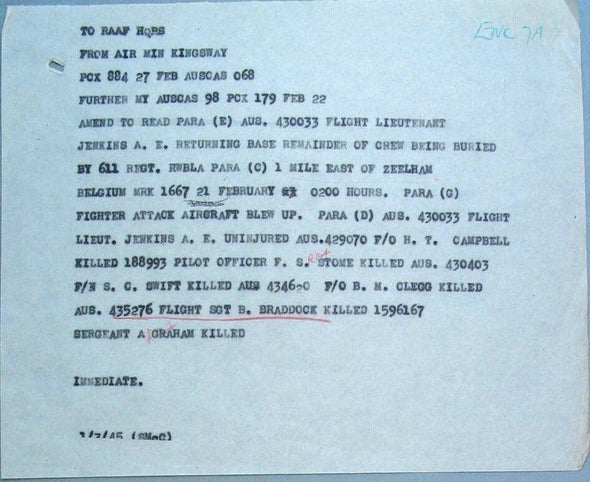 ENC 7A
TO RAAF HQRS
FROM AIR MIN KINGSWAY
PCX 884 27 FEB AUSCAS 068
FURTHER MY AUSCAS 98 PCX 179 FEB 22
AMEND TO READ PARA (E) AUS. 430033 FLIGHT LIEUTENANT
JENKINS A. E. RETURNING BASE REMAINDER OF CREW BEING BURIED
BY 611 REGT. RWBLA PARA (C) 1 MILE EAST OF ZEELHAM
BELGIUM MRK 1667 21 FEBRUARY 0200 HOURS. PARA (G)
FIGHTER ATTACK AIRCRAFT BLEW UP. PARA (D) AUS. 430033 FLIGHT
LIEUT. JENKINS A. E. UNINJURED AUS.429070 F/O H. T. CAMPBELL
KILLED 188993 PILOT OFFICER F. S. STOME KILLED AUS. 430403
F/N S. C. SWIFT KILLED AUS 434620 F/O B. M. CLEGG KILLED
AUS. 435276 FLIGHT SGT B. BRADDOCK KILLED 1596167
SERGEANT A GRAHAM KILLED
IMMEDIATE.